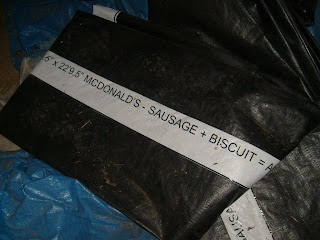 5" x 22'9.5" MCDONALD'S - SAUSAGE + BISCUIT = A